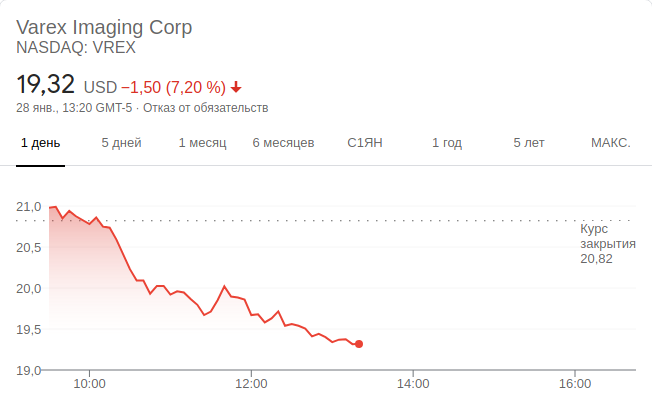 Varex Imaging Corp
NASDAQ: VREX
19,32 USD −1,50 (7,20 %)
28 янв., 13:20 GMT-5 · Отказ от обязательств
1 день 5 дней 1 месяц 6 месяцев С1ЯН 1 год 5 лет МАКС.
21,0
Курс
закрытия
20,82
20,5
20,0
19,5
19,0
10:00 12:00 14:00 16:00